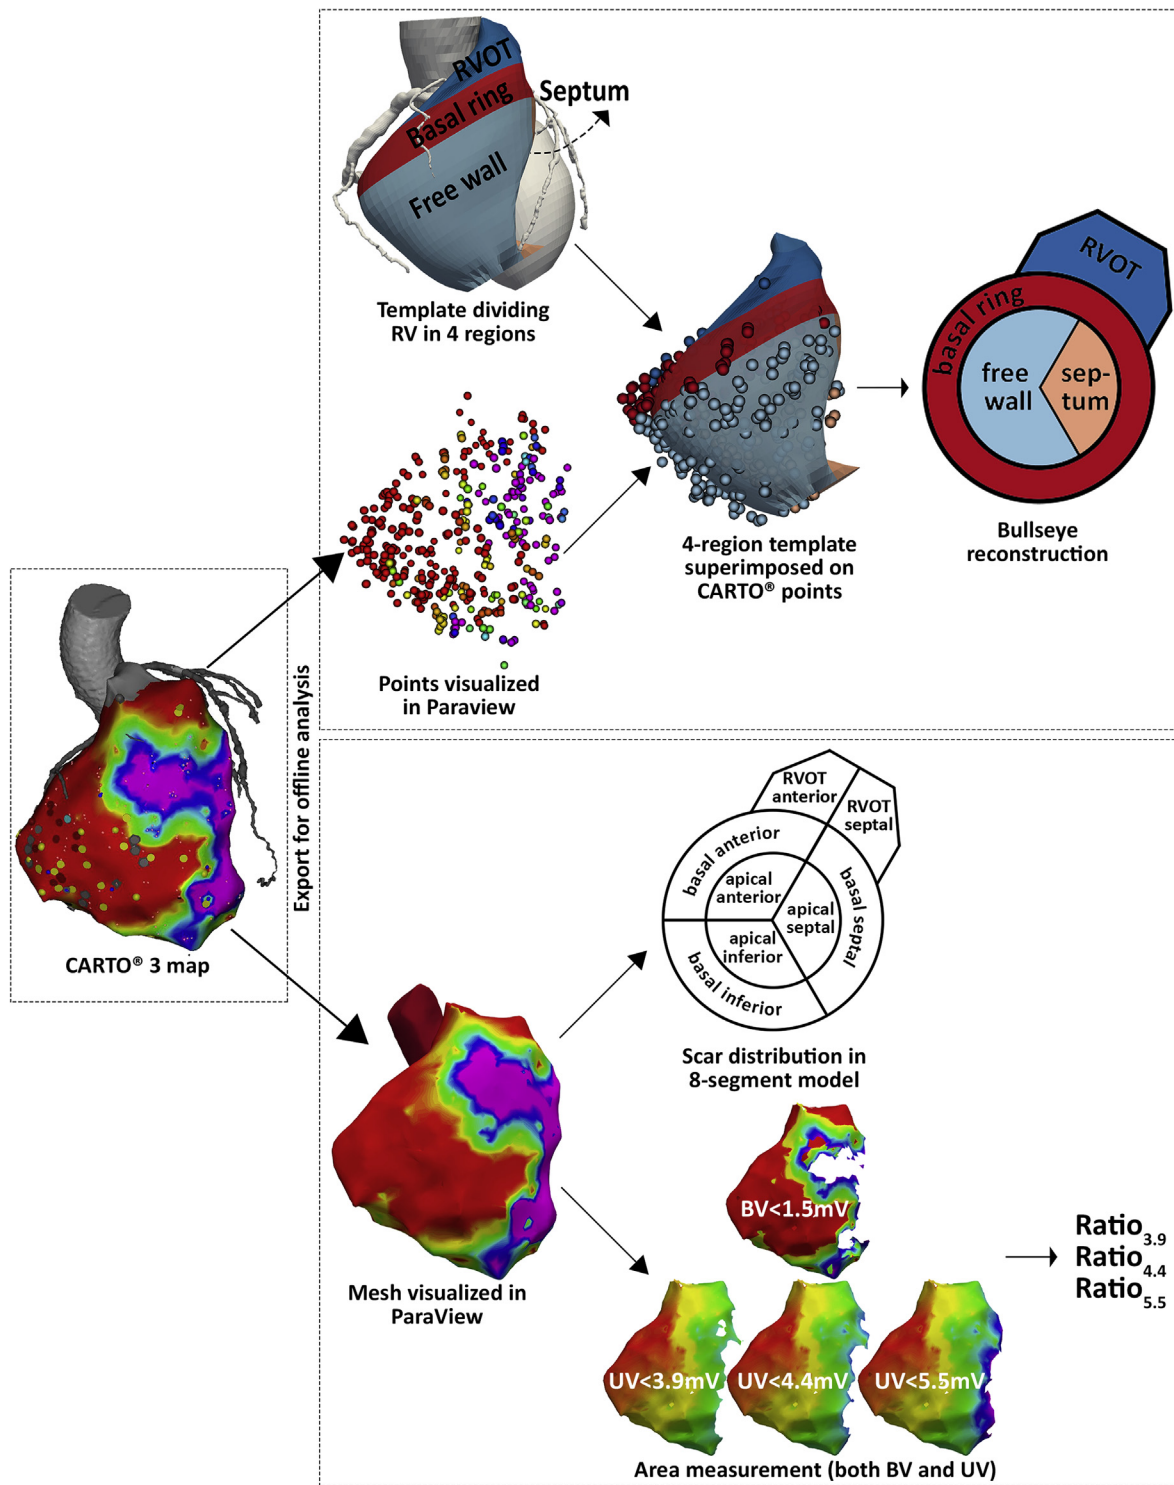 RVOT
Basal ring
Septum
Free wall
Template dividing
RV in 4 regions
RVOT
basal ring
free
wall
sep-
tum
Bullseye
reconstruction
4-region template
superimposed on
CARTO® points
Points visualized
in Paraview
Export for offline analysis
CARTO® 3 map
RVOT
anterior
RVOT
septal
basal anterior
apical
anterior
apical
septal
basal septal
apical
inferior
basal inferior
Scar distribution in
8-segment model
Mesh visualized in
ParaView
BV<1.5mV
Ratio3.9
Ratio4.4
Ratio5.5
UV<3.9mV
UV<4.4mV
UV<5.5mV
Area measurement (both BV and UV)